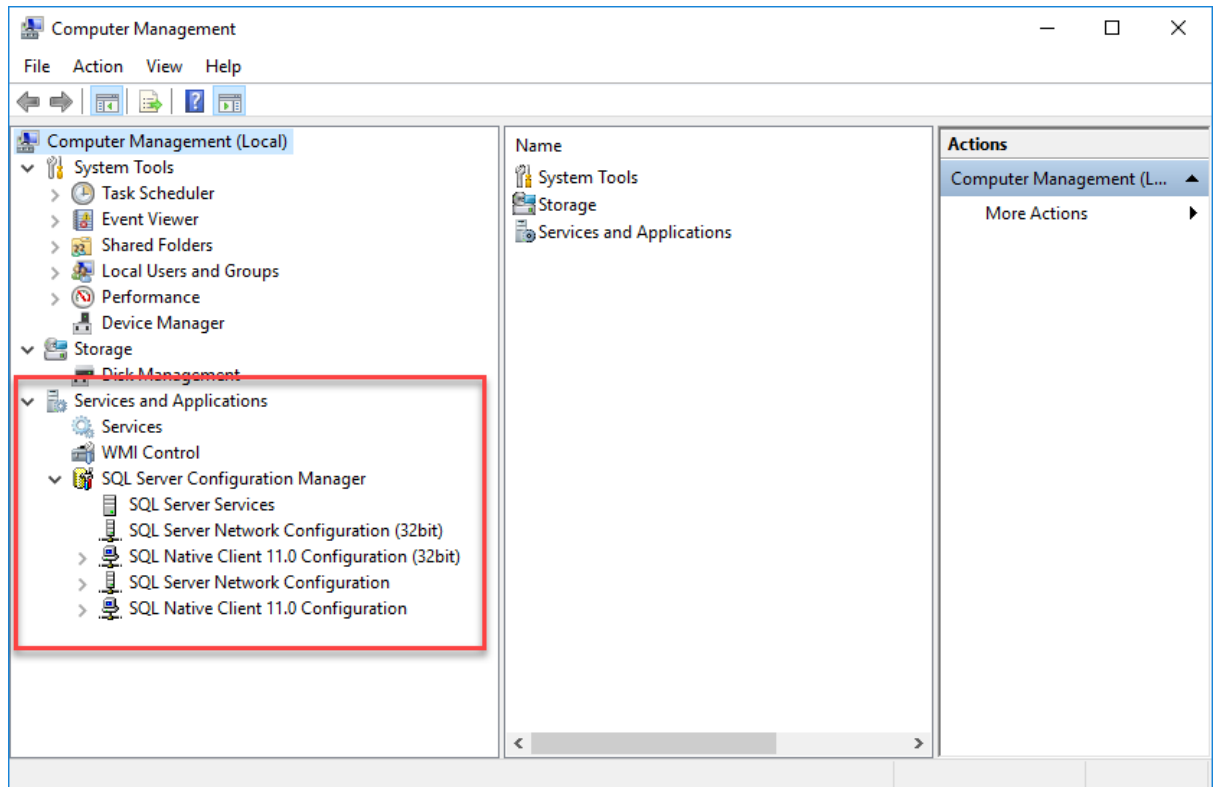 Computer Management
File Action View Help
Computer Management (Local)
System Tools
Task Scheduler
Event Viewer
Shared Folders
Local Users and Groups
Performance
Device Manager
Storage
Disk Management
Services and Applications
Services
WMI Control
SQL Server Configuration Manager
SQL Server Services
SQL Server Network Configuration (32bit)
SQL Native Client 11.0 Configuration (32bit)
SQL Server Network Configuration
SQL Native Client 11.0 Configuration
Name
System Tools
Storage
Services and Applications
Actions
Computer Management (L...
More Actions